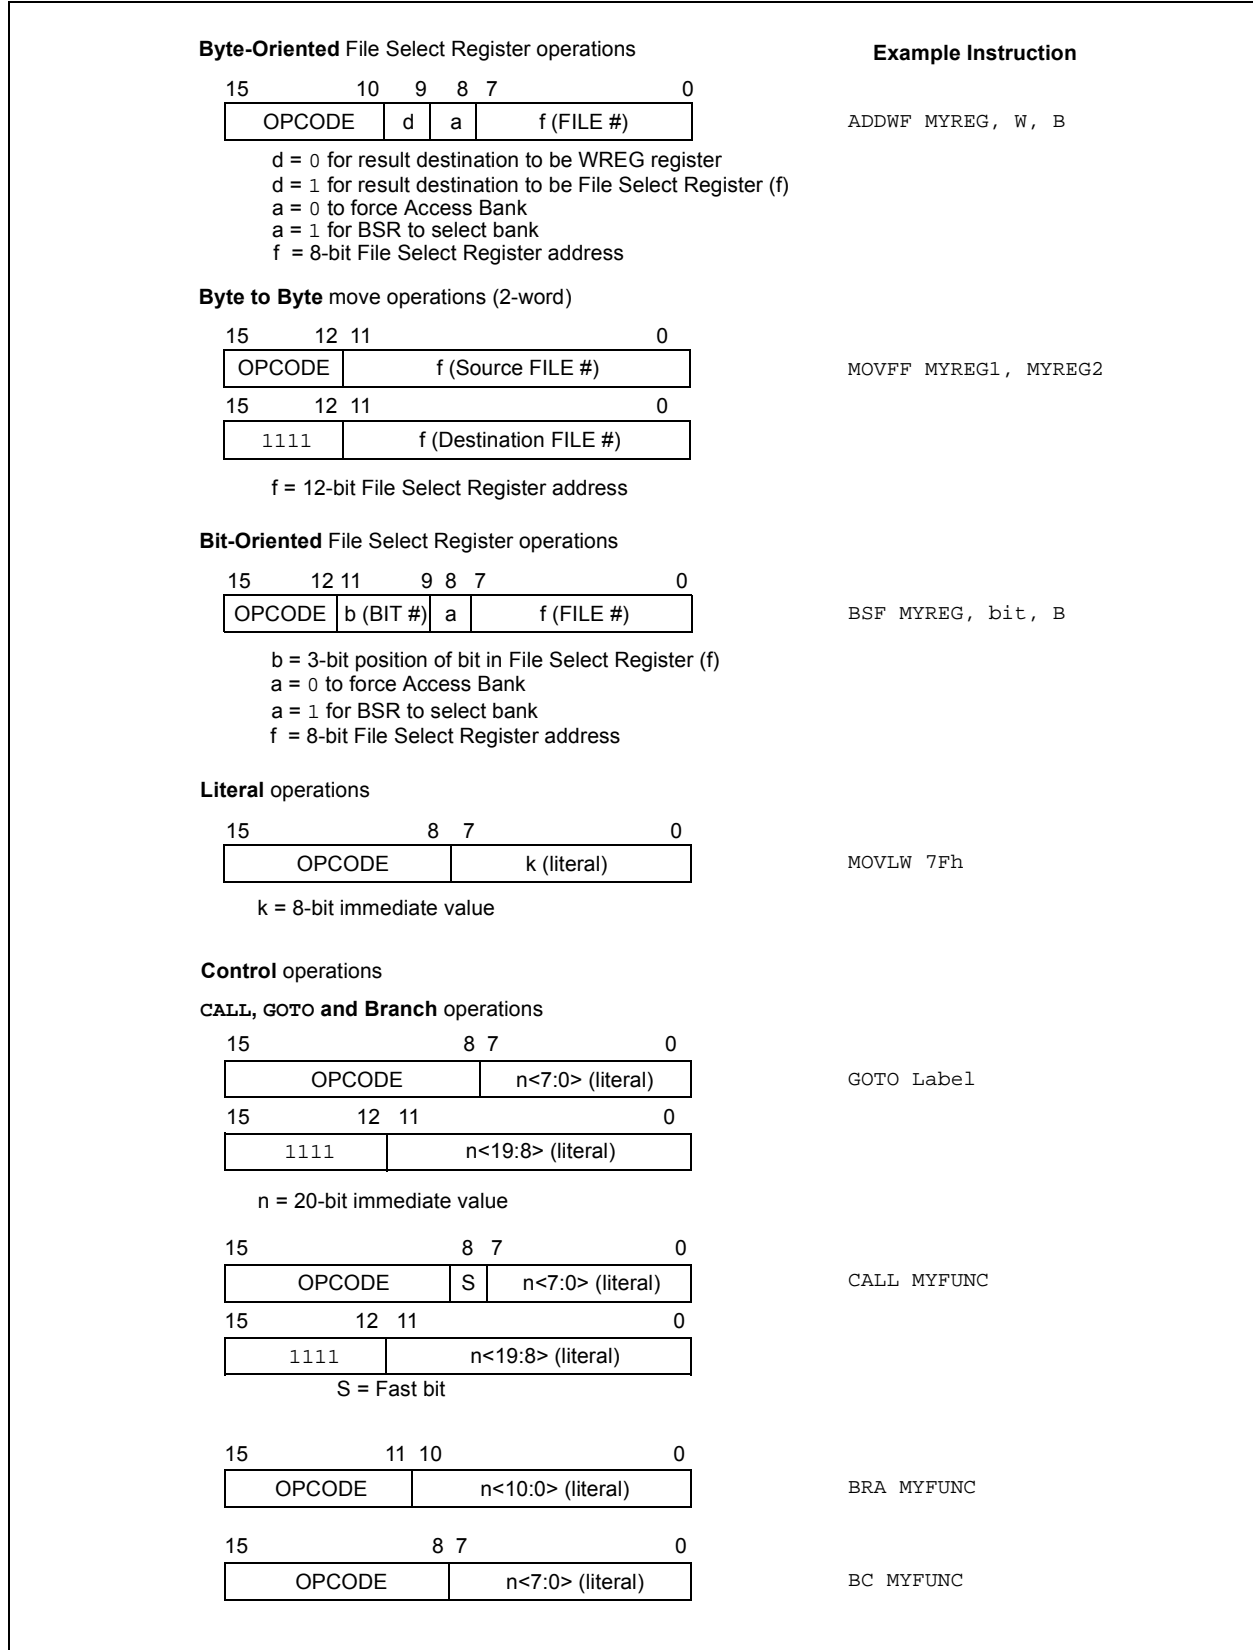 Byte-Oriented File Select Register operations Example Instruction
15 10 9 8 7 0
OPCODE d a f (FILE #) ADDWF MYREG, W, B
d = 0 for result destination to be WREG register
d = 1 for result destination to be File Select Register (f)
a = 0 to force Access Bank
a = 1 for BSR to select bank
f = 8-bit File Select Register address
Byte to Byte move operations (2-word)
15 12 11 0
OPCODE f (Source FILE #) MOVFF MYREG1, MYREG2
15 12 11 0
1111 f (Destination FILE #)
f = 12-bit File Select Register address
Bit-Oriented File Select Register operations
15 12 11 9 8 7 0
OPCODE b (BIT #) a f (FILE #) BSF MYREG, bit, B
b = 3-bit position of bit in File Select Register (f)
a = 0 to force Access Bank
a = 1 for BSR to select bank
f = 8-bit File Select Register address
Literal operations
15 8 7 0
OPCODE k (literal) MOVLW 7Fh
k = 8-bit immediate value
Control operations
CALL, GOTO and Branch operations
15 8 7 0
OPCODE n<7:0> (literal) GOTO Label
15 12 11 0
1111 n<19:8> (literal)
n = 20-bit immediate value
15 8 7 0
OPCODE S n<7:0> (literal) CALL MYFUNC
15 12 11 0
1111 n<19:8> (literal)
S = Fast bit
15 11 10 0
OPCODE n<10:0> (literal) BRA MYFUNC
15 8 7 0
OPCODE n<7:0> (literal) BC MYFUNC